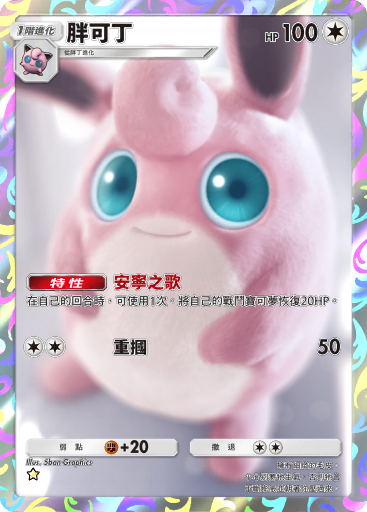 1階進化
胖可丁
HP 100
從胖丁進化
特性 安寧之歌
在自己的回合時,可使用1次。將自己的戰鬥寶可夢恢復20HP。
重摑 50
弱點 +20 撤退
Illus. Sban Graphics